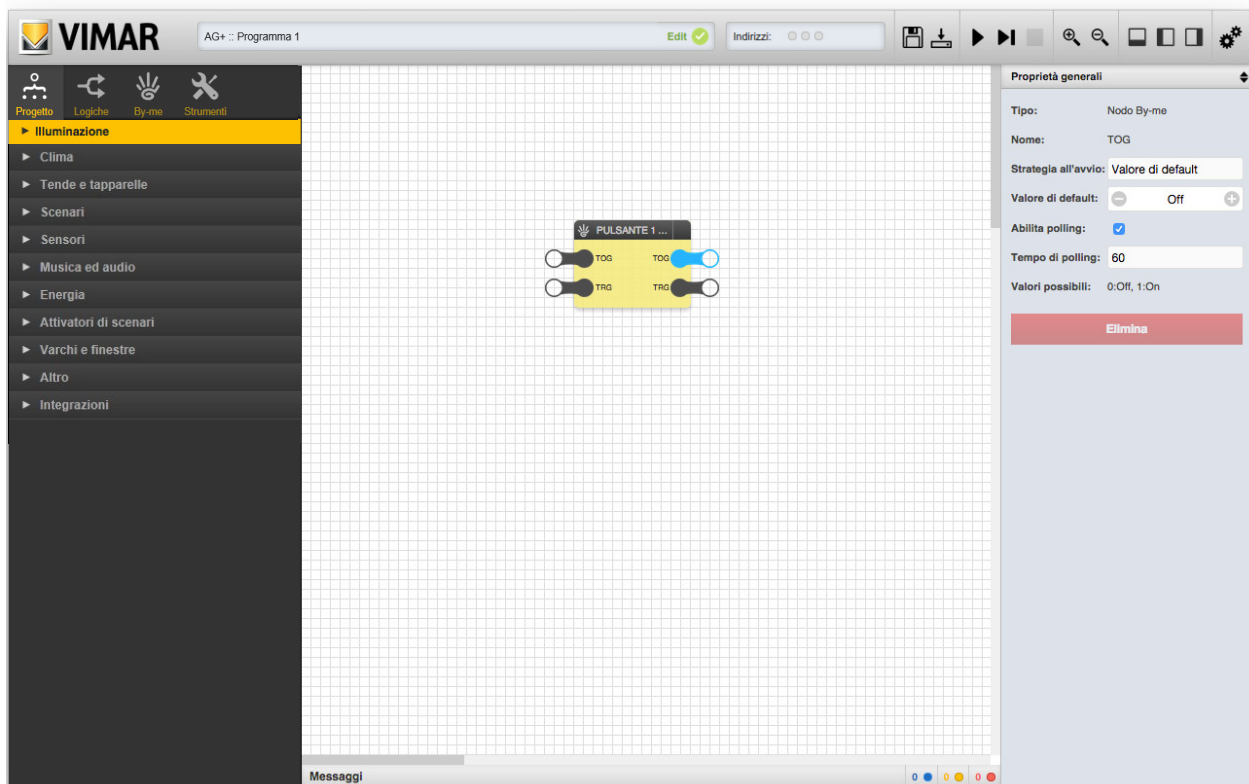 VIMAR
AG+ :: Programma 1
Edit
Indirizzi:
Progetto
Logiche
By-me
Strumenti
Illuminazione
Clima
Tende e tapparelle
Scenari
Sensori
Musica ed audio
Energia
Attivatori di scenari
Varchi e finestre
Altro
Integrazioni
PULSANTE 1 ...
TOG TOG
TRG TRG
Messaggi
0 0 0
Proprietà generali
Tipo: Nodo By-me
Nome: TOG
Strategia all'avvio: Valore di default
Valore di default: Off
Abilita polling:
Tempo di polling: 60
Valori possibili: 0:Off, 1:On
Elimina